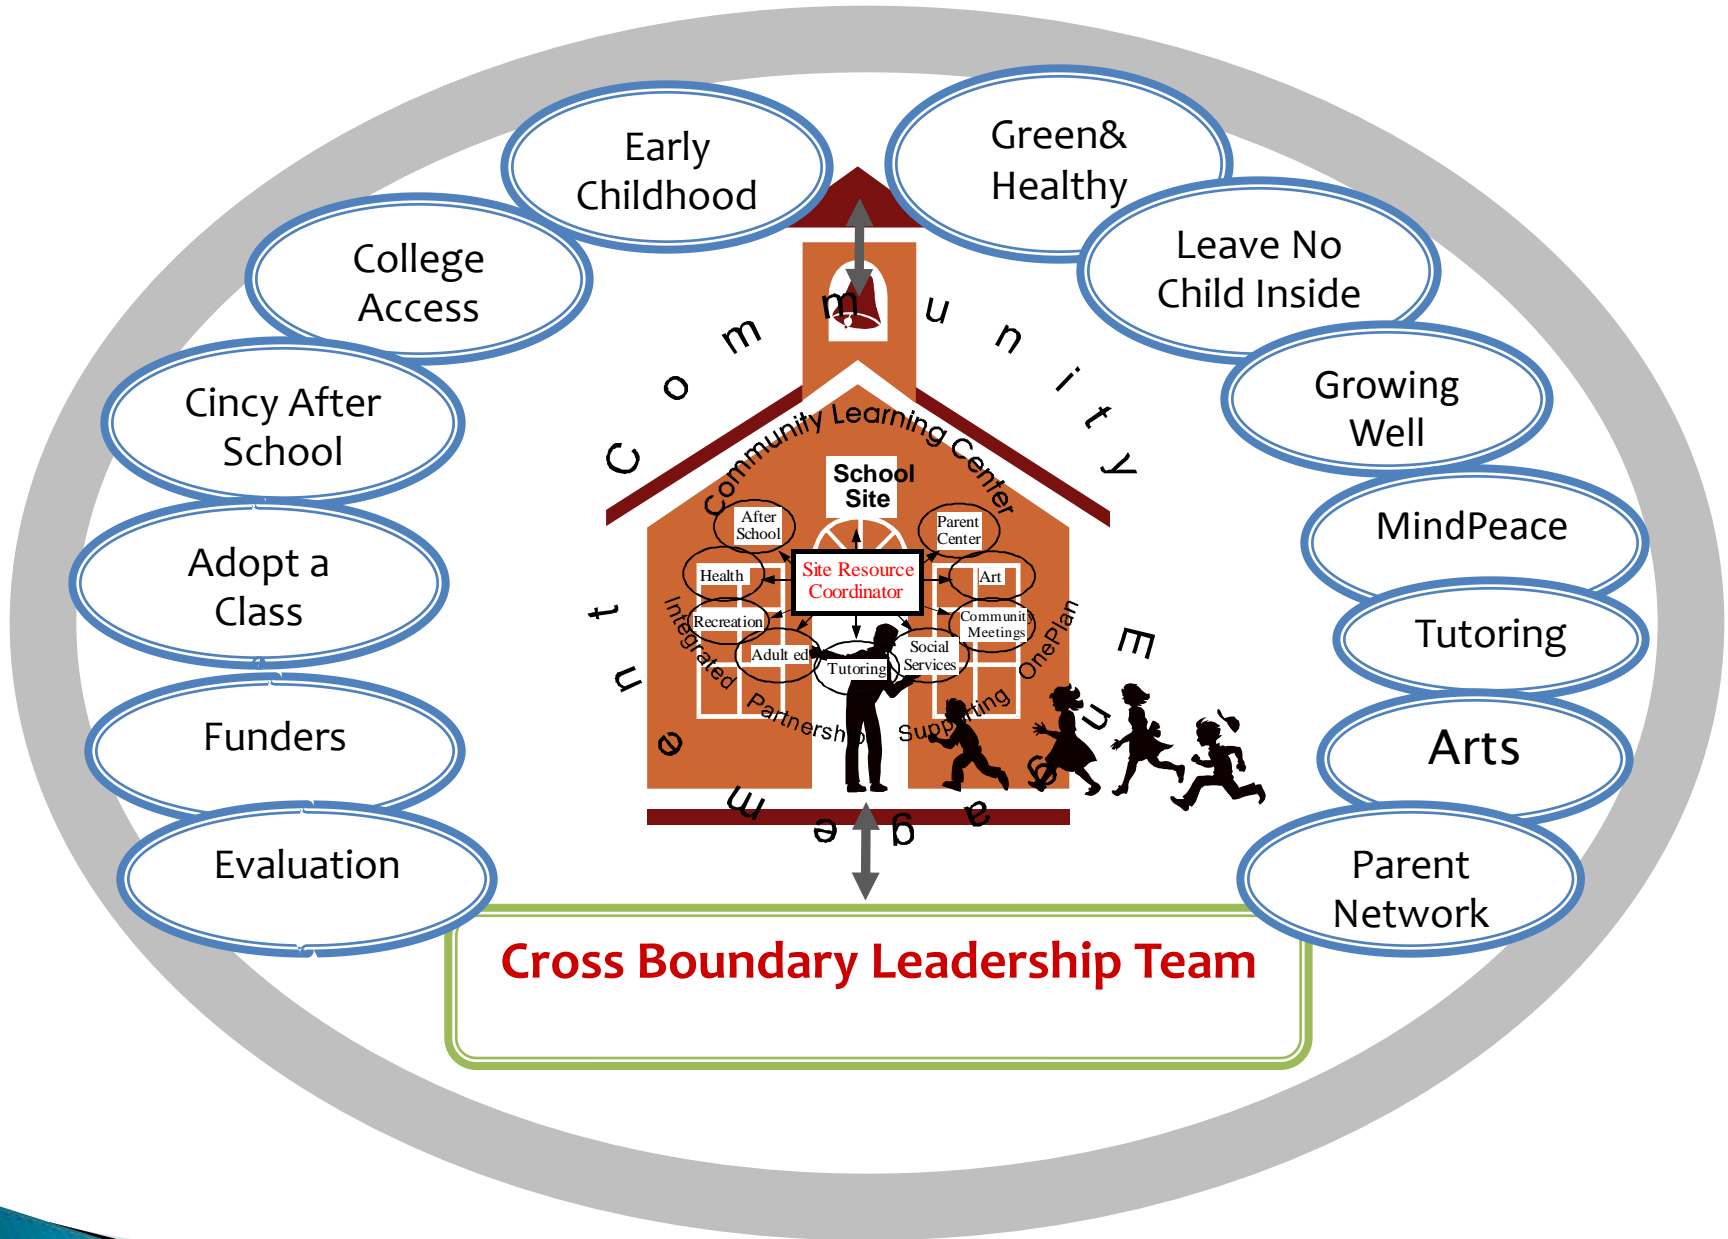 Early
Childhood
Green&
Healthy
College
Access
Leave No
Child Inside
Cincy After
School
Growing
Well
Adopt a
Class
MindPeace
Funders
Tutoring
Evaluation
Arts
Parent
Network
Community Engagement
Community Learning Center
School
Site
After
School
Parent
Center
Health
Site Resource
Coordinator
Art
Recreation
Community
Meetings
Adult ed
Tutoring
Social
Services
Integrated Partnership Supporting OnePlan
Cross Boundary Leadership Team